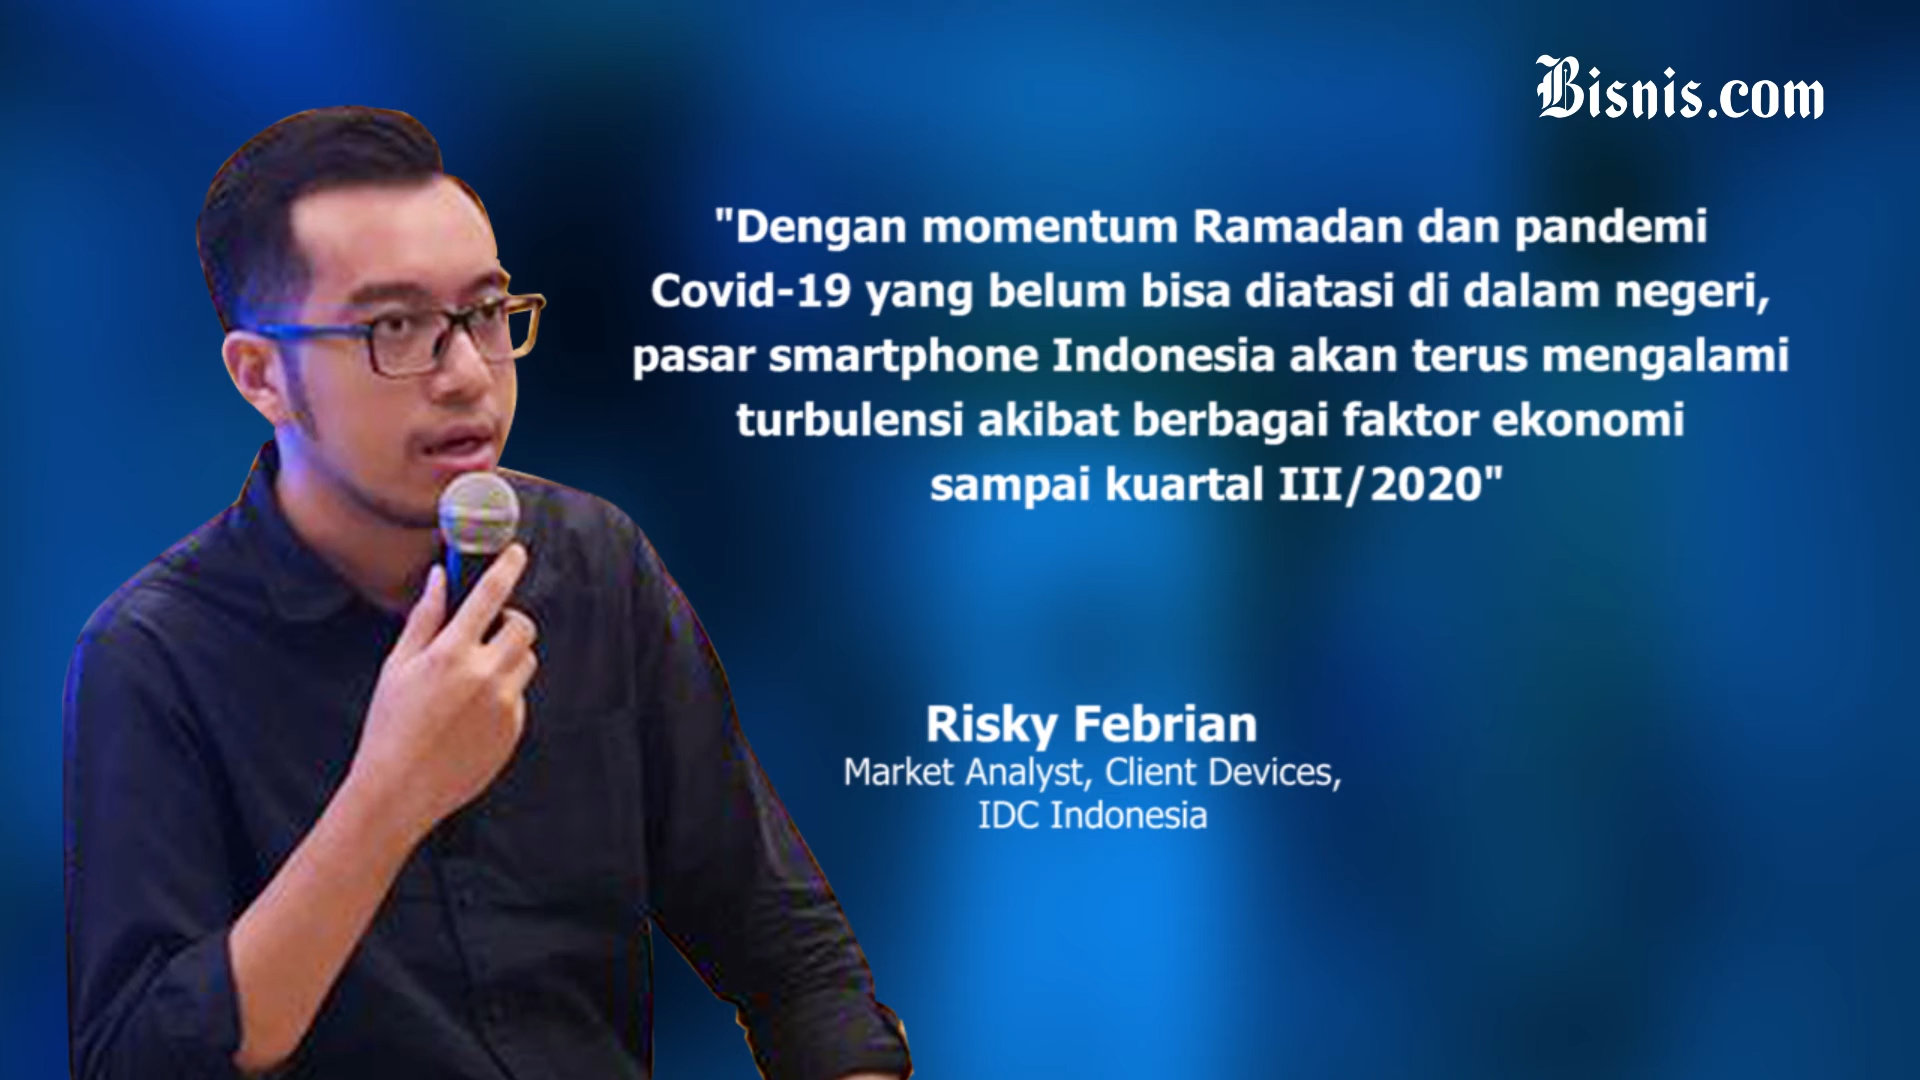 Bisnis.com
"Dengan momentum Ramadan dan pandemi
Covid-19 yang belum bisa diatasi di dalam negeri,
pasar smartphone Indonesia akan terus mengalami
turbulensi akibat berbagai faktor ekonomi
sampai kuartal III/2020"
Risky Febrian
Market Analyst, Client Devices,
IDC Indonesia